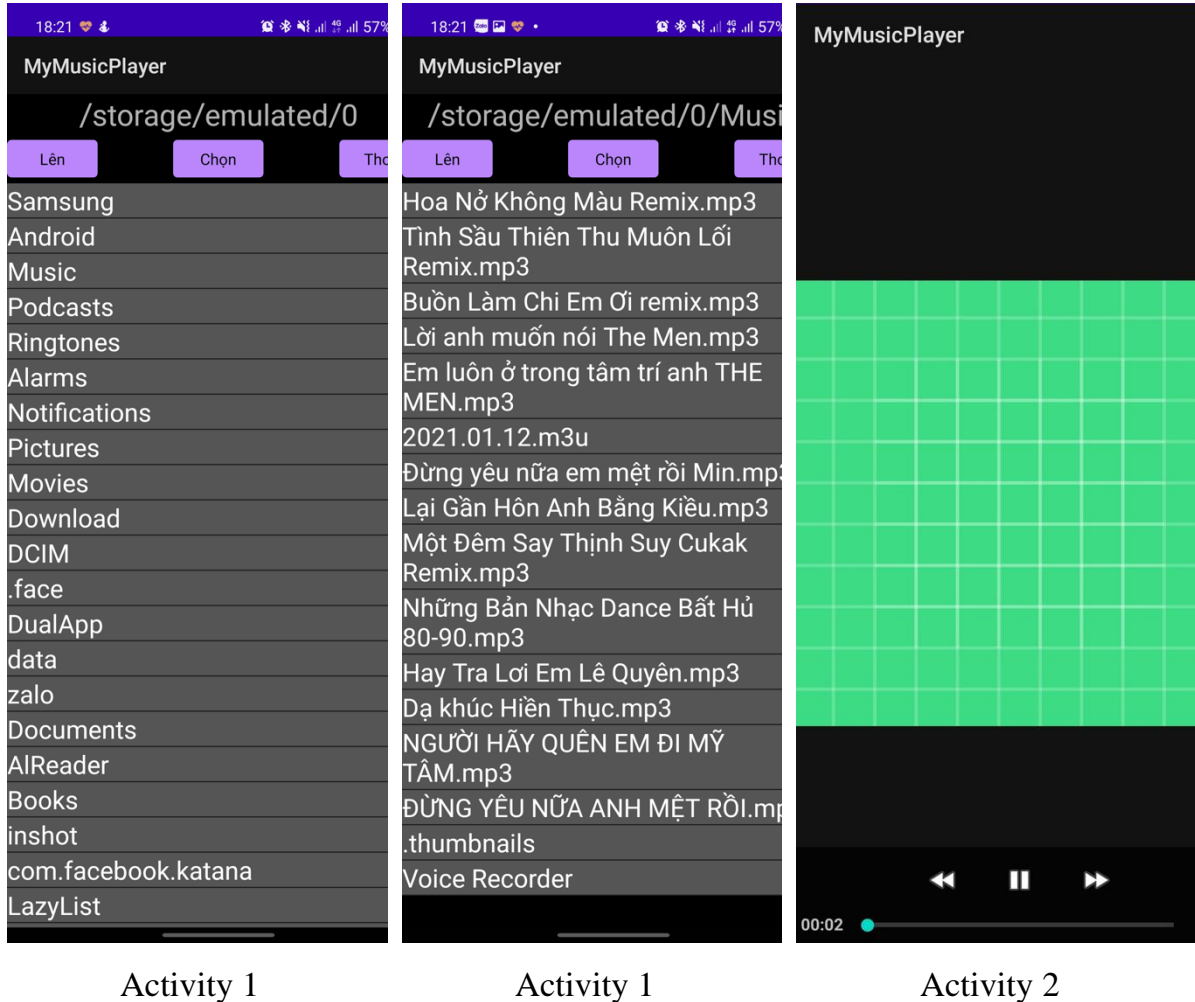 18:21 57%
MyMusicPlayer
/storage/emulated/0
Lên Chọn Tho
Samsung
Android
Music
Podcasts
Ringtones
Alarms
Notifications
Pictures
Movies
Download
DCIM
.face
DualApp
data
zalo
Documents
AlReader
Books
inshot
com.facebook.katana
LazyList
Activity 1
18:21 Zalo 4G 57%
MyMusicPlayer
/storage/emulated/0/Musi
Lên Chọn Tho
Hoa Nở Không Màu Remix.mp3
Tình Sầu Thiên Thu Muôn Lối
Remix.mp3
Buồn Làm Chi Em Ơi remix.mp3
Lời anh muốn nói The Men.mp3
Em luôn ở trong tâm trí anh THE
MEN.mp3
2021.01.12.m3u
Đừng yêu nữa em mệt rồi Min.mp3
Lại Gần Hôn Anh Bằng Kiều.mp3
Một Đêm Say Thịnh Suy Cukak
Remix.mp3
Những Bản Nhạc Dance Bất Hủ
80-90.mp3
Hay Tra Lơi Em Lê Quyên.mp3
Dạ khúc Hiền Thục.mp3
NGƯỜI HÃY QUÊN EM ĐI MỸ
TÂM.mp3
ĐỪNG YÊU NỮA ANH MỆT RỒI.mp
.thumbnails
Voice Recorder
Activity 1
MyMusicPlayer
00:02
Activity 2